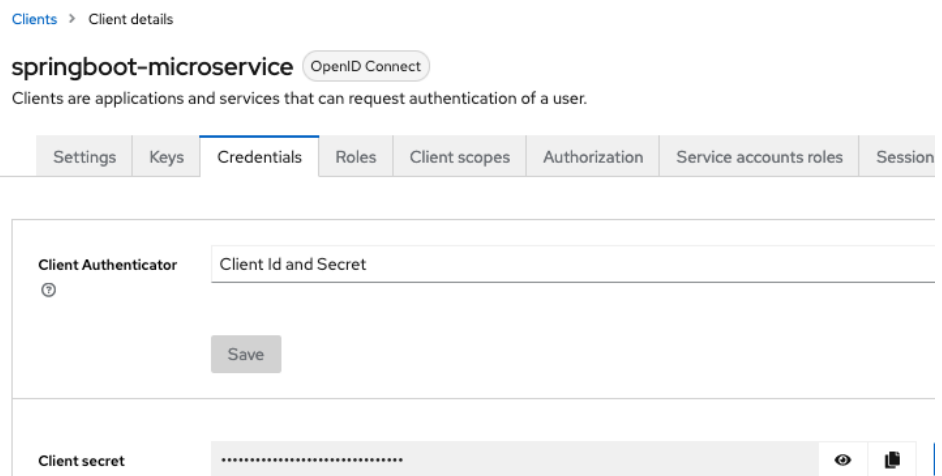 Clients > Client details
springboot-microservice OpenID Connect
Clients are applications and services that can request authentication of a user.
Settings Keys Credentials Roles Client scopes Authorization Service accounts roles Session
Client Authenticator Client Id and Secret
Save
Client secret ································